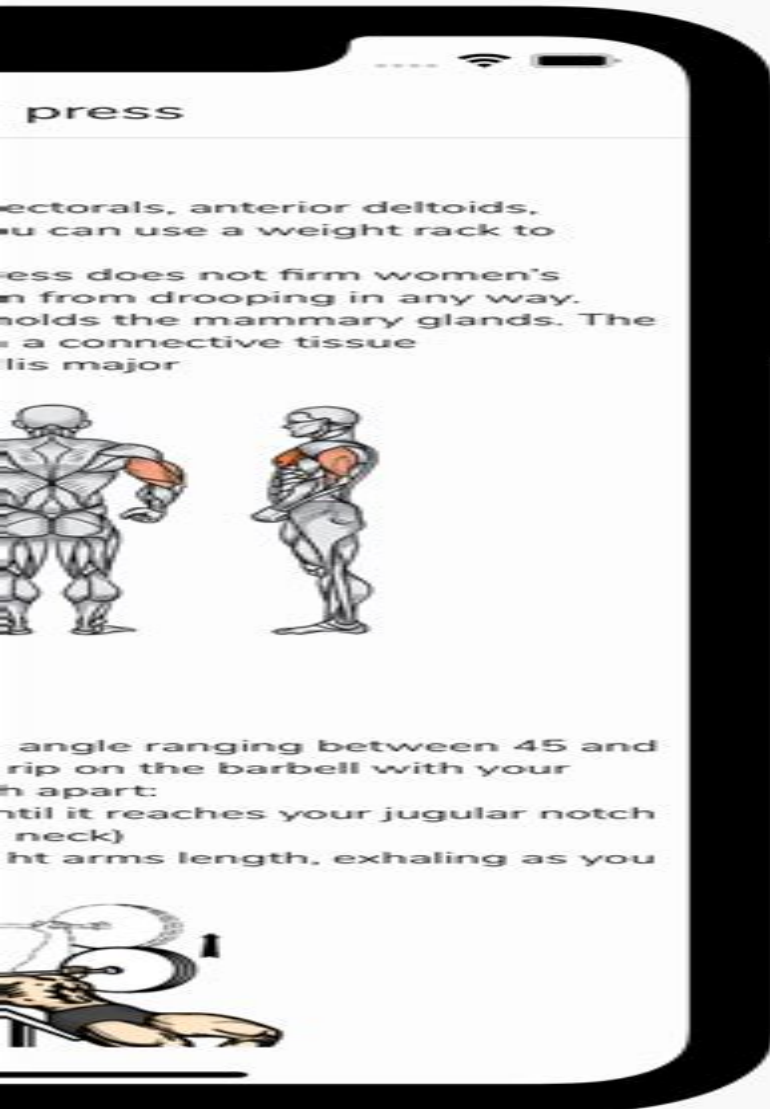 press
ectorals, anterior deltoids,
u can use a weight rack to
ess does not firm women's
n from drooping in any way.
holds the mammary glands. The
a connective tissue
lis major
angle ranging between 45 and
rip on the barbell with your
h apart:
ntil it reaches your jugular notch
neck)
ht arms length, exhaling as you